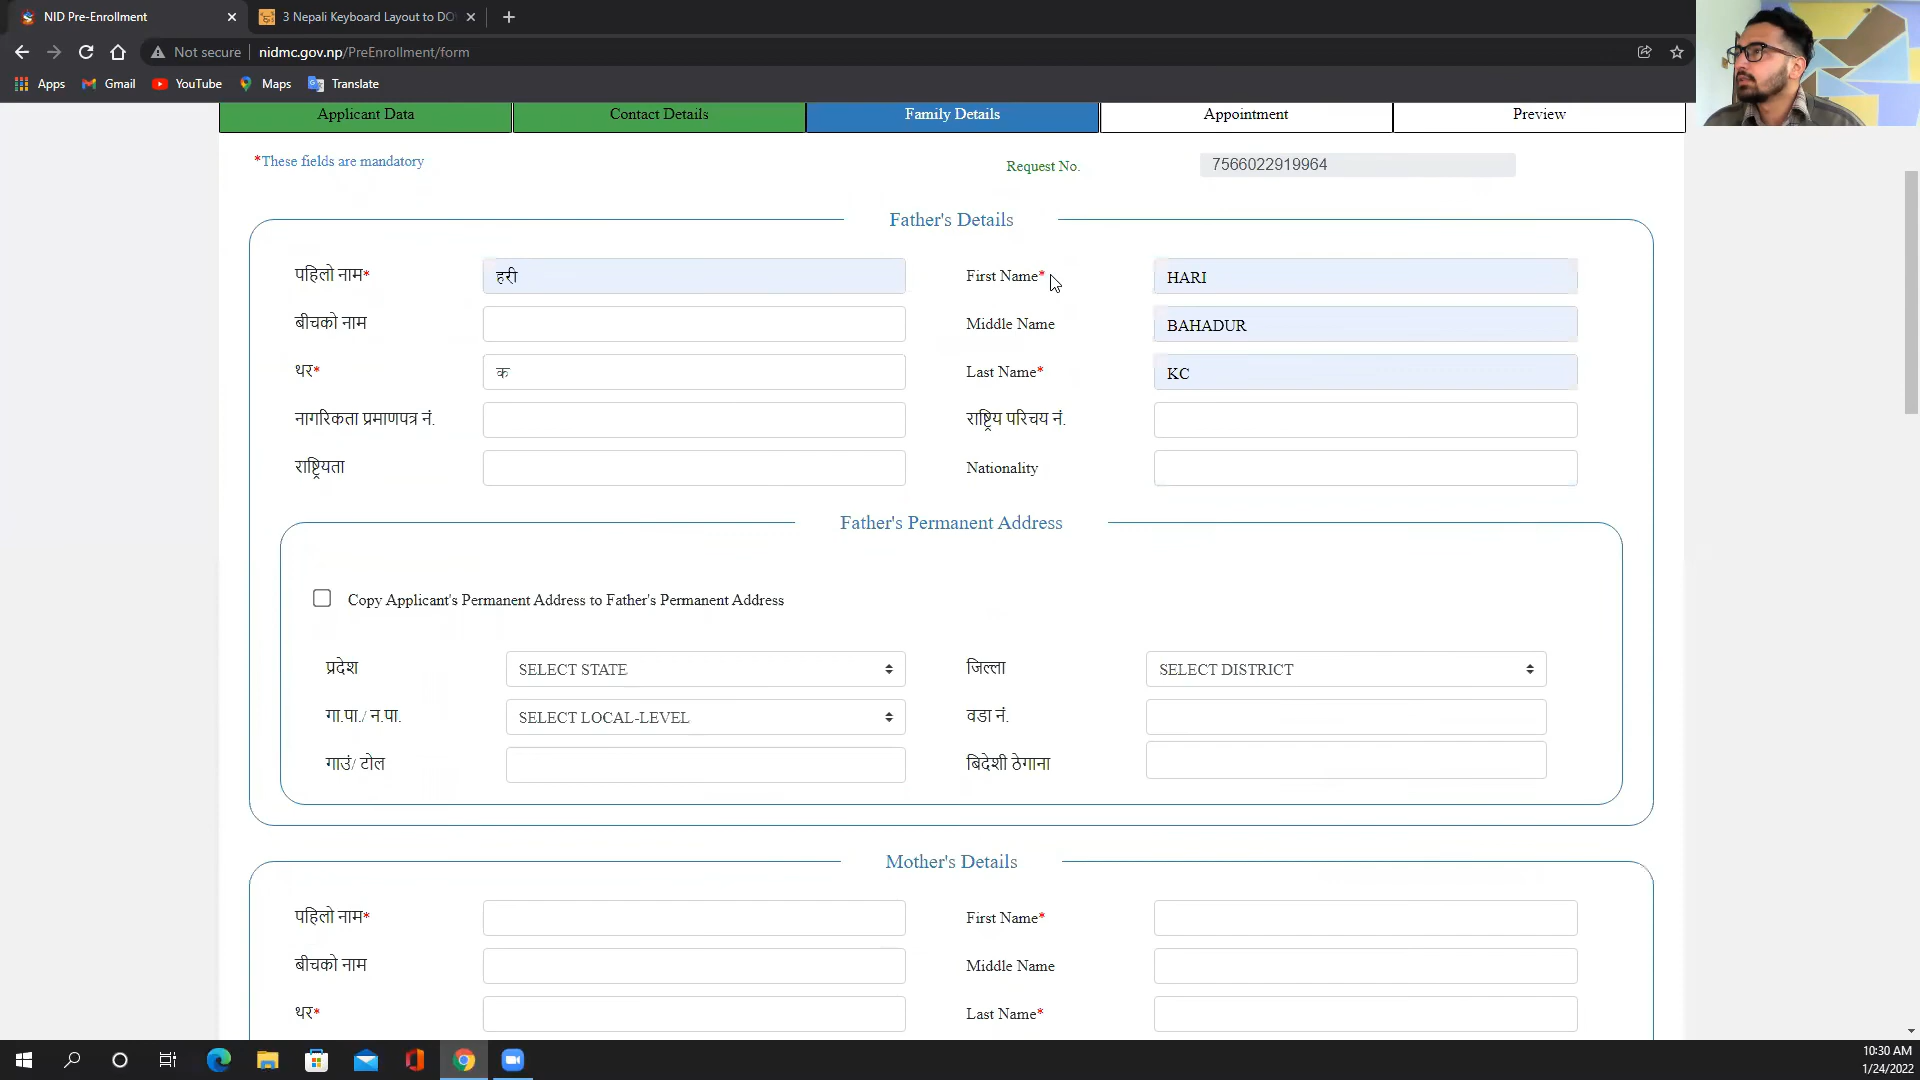 NID Pre-Enrollment
3 Nepali Keyboard Layout to DO
Not secure nidmc.gov.np/PreEnrollment/form
Apps Gmail YouTube Maps Translate
Applicant Data Contact Details Family Details Appointment Preview
*These fields are mandatory Request No. 7566022919964
Father's Details
पहिलो नाम* हरी First Name* HARI
बीचको नाम Middle Name BAHADUR
थर* क Last Name* KC
नागरिकता प्रमाणपत्र नं. राष्ट्रिय परिचय नं.
राष्ट्रियता Nationality
Father's Permanent Address
Copy Applicant's Permanent Address to Father's Permanent Address
प्रदेश SELECT STATE जिल्ला SELECT DISTRICT
गा.पा./ न.पा. SELECT LOCAL-LEVEL वडा नं.
गाउं/ टोल बिदेशी ठेगाना
Mother's Details
पहिलो नाम* First Name*
बीचको नाम Middle Name
थर* Last Name*
10:30 AM
1/24/2022